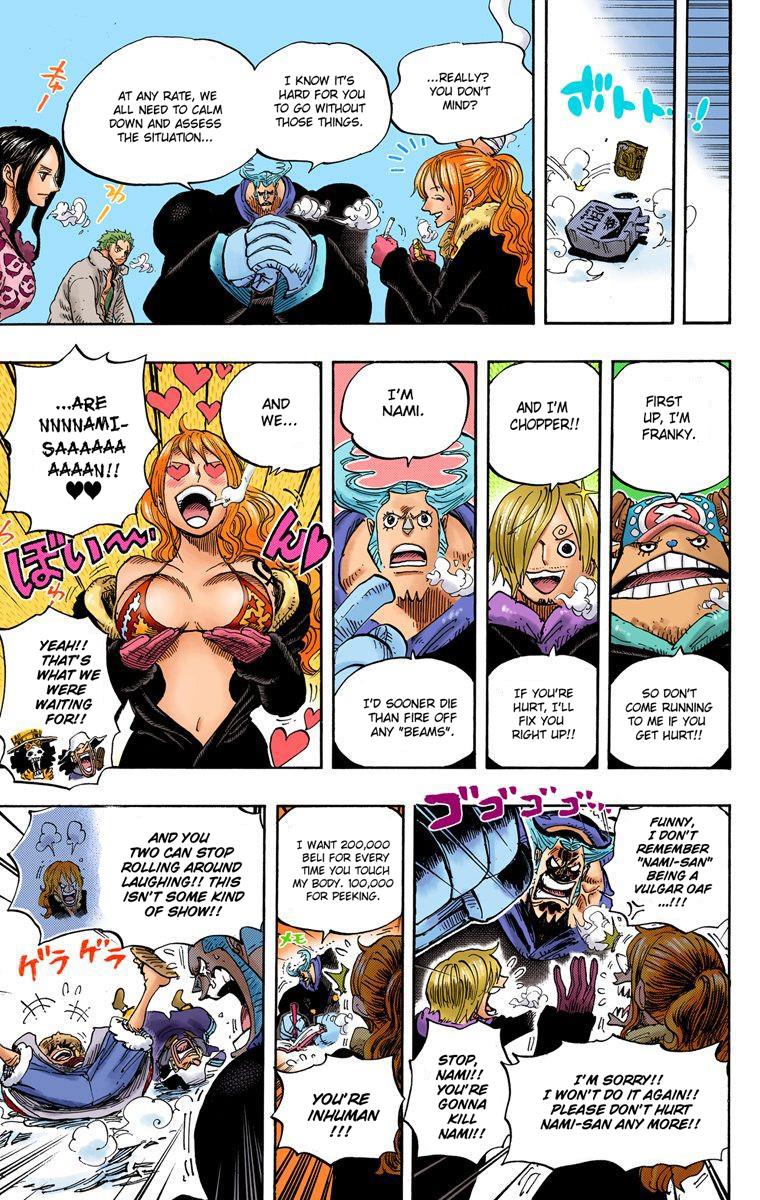 ボトトト...!
...REALLY?
YOU DON'T
MIND?
I KNOW IT'S
HARD FOR YOU
TO GO WITHOUT
THOSE THINGS.
AT ANY RATE, WE
ALL NEED TO CALM
DOWN AND ASSESS
THE SITUATION...
FIRST
UP, I'M
FRANKY.
SO DON'T
COME RUNNING
TO ME IF YOU
GET HURT!!
AND I'M
CHOPPER!!
IF YOU'RE
HURT, I'LL
FIX YOU
RIGHT UP!!
I'M
NAMI.
I'D SOONER DIE
THAN FIRE OFF
ANY "BEAMS".
AND
WE...
...ARE
NNNNAMI-
SAAAAAA
AAAAN!!
♥♥
ぼい〜ん♥
YEAH!!
THAT'S
WHAT WE
WERE
WAITING
FOR!!
ゴゴゴゴゴ...
FUNNY,
I DON'T
REMEMBER
"NAMI-SAN"
BEING A
VULGAR OAF
...!!!
STOP,
NAMI!!
YOU'RE
GONNA
KILL
NAMI!!
I'M SORRY!!
I WON'T DO IT AGAIN!!
PLEASE DON'T HURT
NAMI-SAN ANY MORE!!
I WANT 200,000
BELI FOR EVERY
TIME YOU TOUCH
MY BODY. 100,000
FOR PEEKING.
メモ
YOU'RE
INHUMAN
!!!
AND YOU
TWO CAN STOP
ROLLING AROUND
LAUGHING!! THIS
ISN'T SOME KIND
OF SHOW!!
ゲラ ゲラ